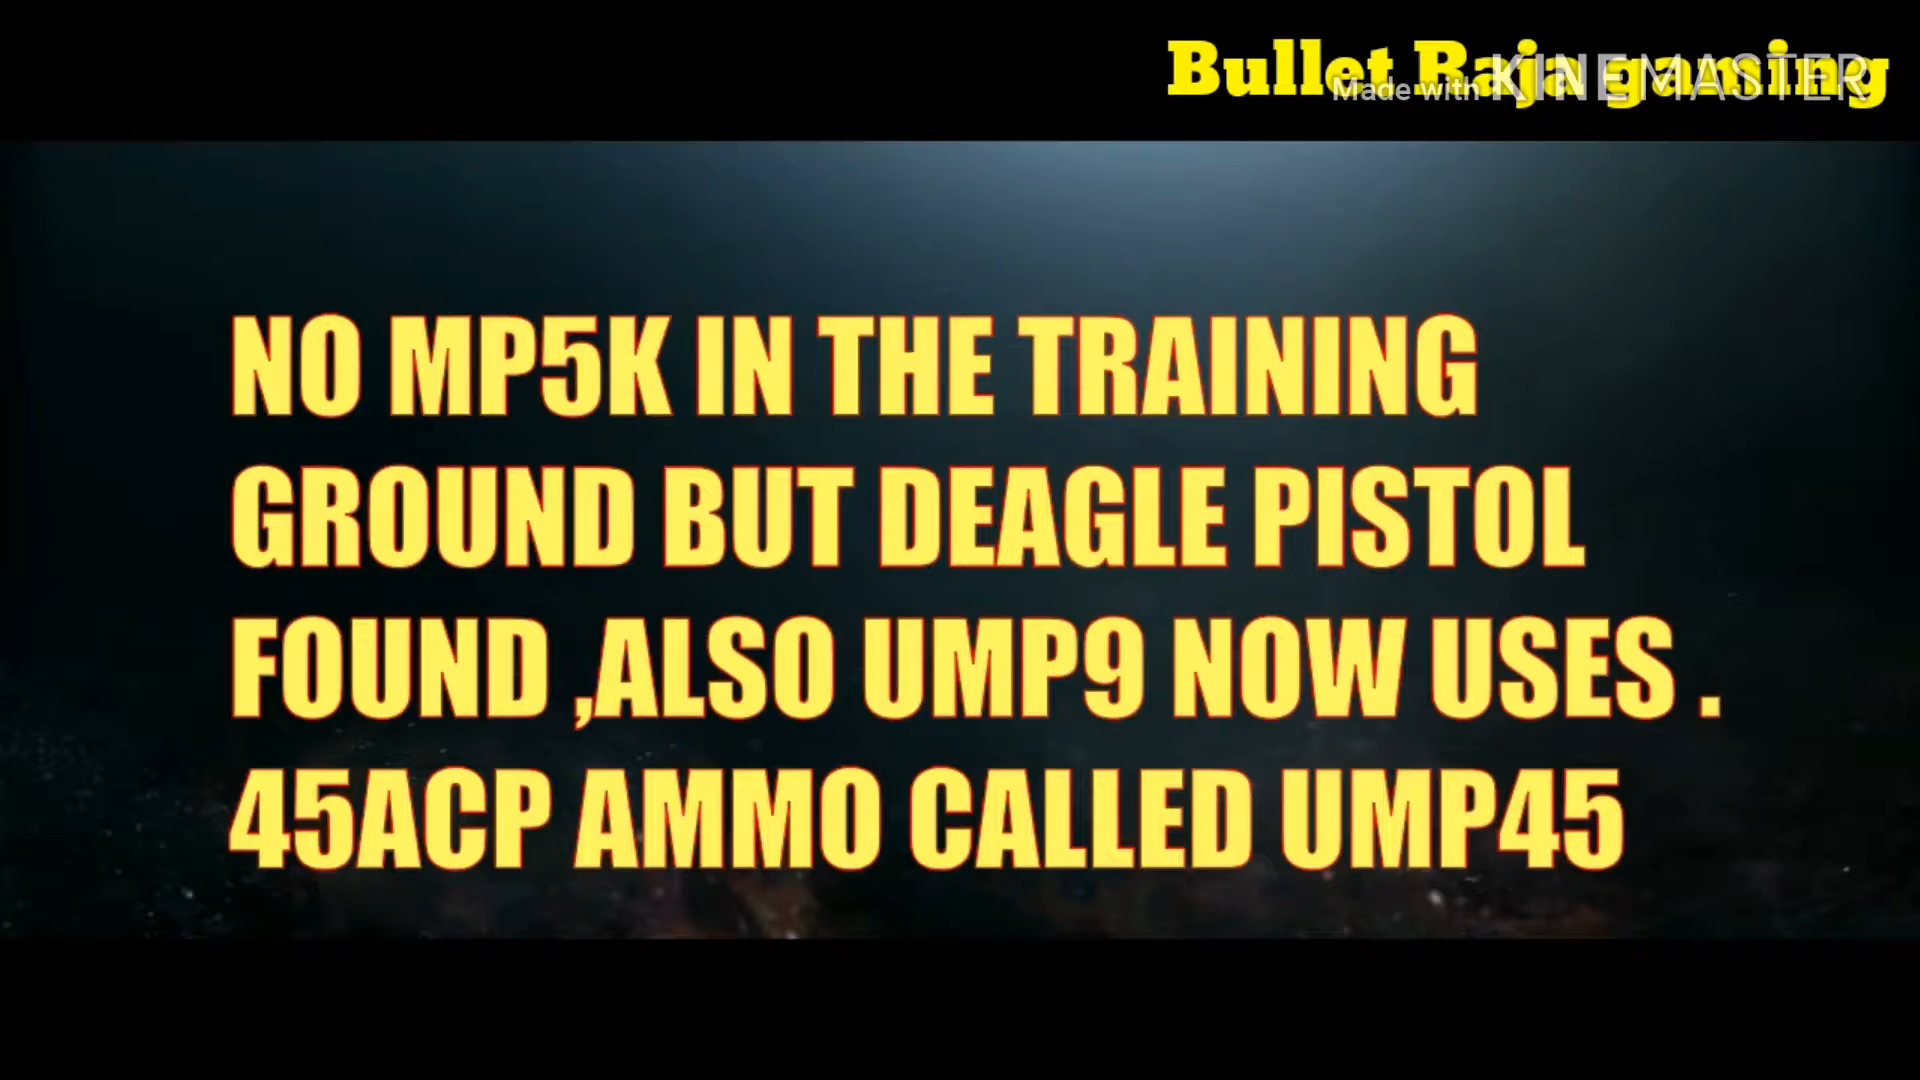 Bullet Raja gaming
Made with KINEMASTER
NO MP5K IN THE TRAINING
GROUND BUT DEAGLE PISTOL
FOUND ,ALSO UMP9 NOW USES .
45ACP AMMO CALLED UMP45